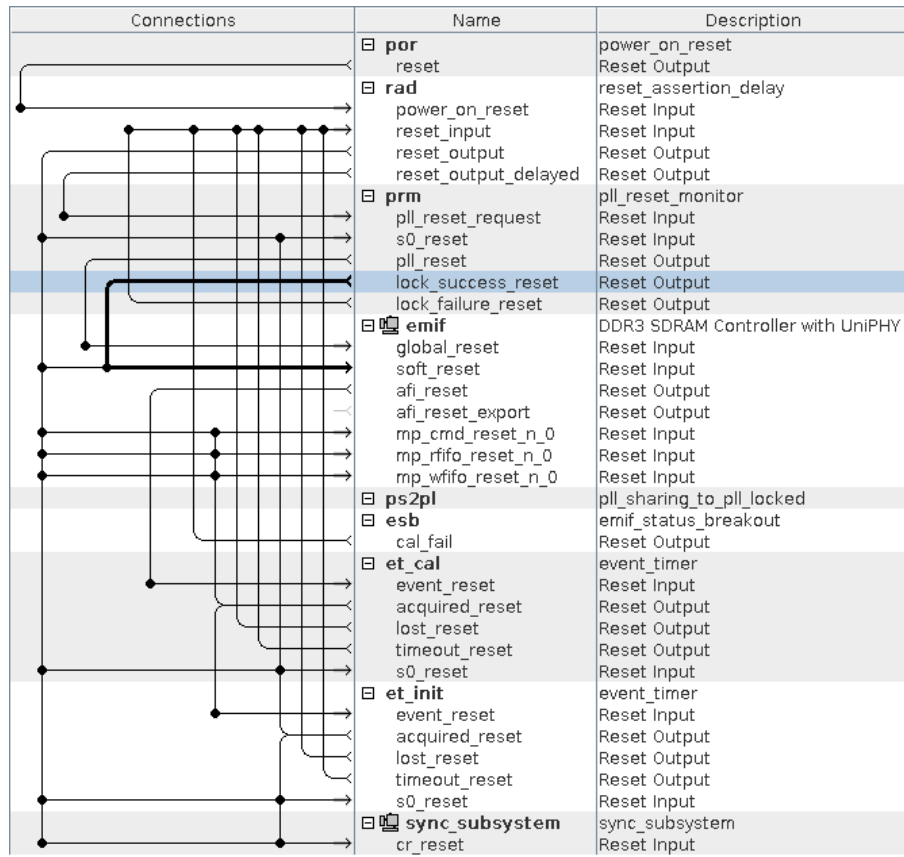 Connections Name Description
por power_on_reset
reset Reset Output
rad reset_assertion_delay
power_on_reset Reset Input
reset_input Reset Input
reset_output Reset Output
reset_output_delayed Reset Output
prm pll_reset_monitor
pll_reset_request Reset Input
s0_reset Reset Input
pll_reset Reset Output
lock_success_reset Reset Output
lock_failure_reset Reset Output
emif DDR3 SDRAM Controller with UniPHY
global_reset Reset Input
soft_reset Reset Input
afi_reset Reset Output
afi_reset_export Reset Output
mp_cmd_reset_n_0 Reset Input
mp_rfifo_reset_n_0 Reset Input
mp_wfifo_reset_n_0 Reset Input
ps2pl pll_sharing_to_pll_locked
esb emif_status_breakout
cal_fail Reset Output
et_cal event_timer
event_reset Reset Input
acquired_reset Reset Output
lost_reset Reset Output
timeout_reset Reset Output
s0_reset Reset Input
et_init event_timer
event_reset Reset Input
acquired_reset Reset Output
lost_reset Reset Output
timeout_reset Reset Output
s0_reset Reset Input
sync_subsystem sync_subsystem
cr_reset Reset Input